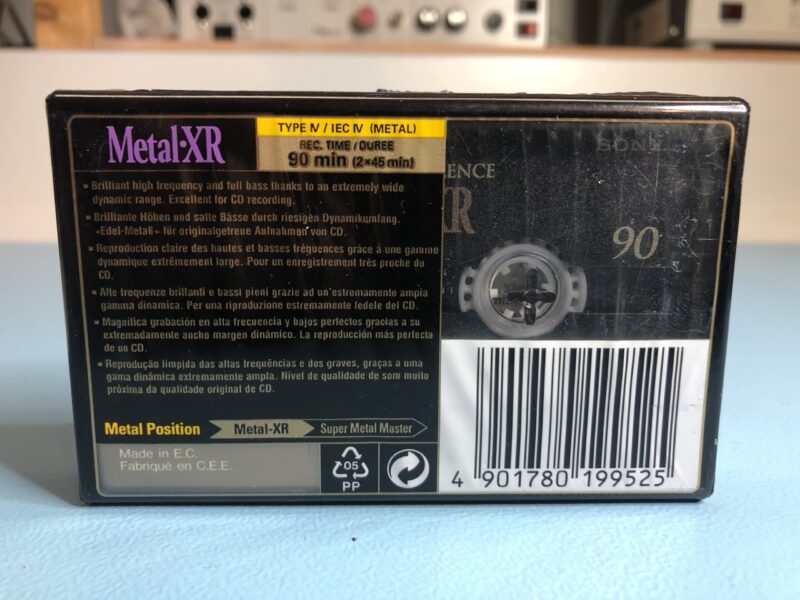 Metal·XR
TYPE IV / IEC IV (METAL)
REC. TIME / DUREE
90 min (2×45 min)
Brilliant high frequency and full bass thanks to an extremely wide
dynamic range. Excellent for CD recording.
Brillante Höhen und satte Bässe durch riesigen Dynamikumfang.
«Edel-Metall» für originalgetreue Aufnahmen von CD.
Reproduction claire des hautes et basses fréquences grâce à une gamme
dynamique extrêmement large. Pour un enregistrement très proche du
CD.
Alte frequenze brillanti e bassi pieni grazie ad un'estremamente ampia
gamma dinamica. Per una riproduzione estremamente fedele del CD.
Magnifica grabación en alta frecuencia y bajos perfectos gracias a su
extremadamente ancho margen dinámico. La reproducción más perfecta
de un CD.
Reprodução límpida das altas frequências e dos graves, graças a uma
gama dinâmica extremamente ampla. Nível de qualidade de som muito
próxima da qualidade original de CD.
Metal Position
Metal-XR
Super Metal Master
Made in E.C.
Fabriqué en C.E.E.
05
PP
SONY
ENCE
XR
90
4 901780 199525